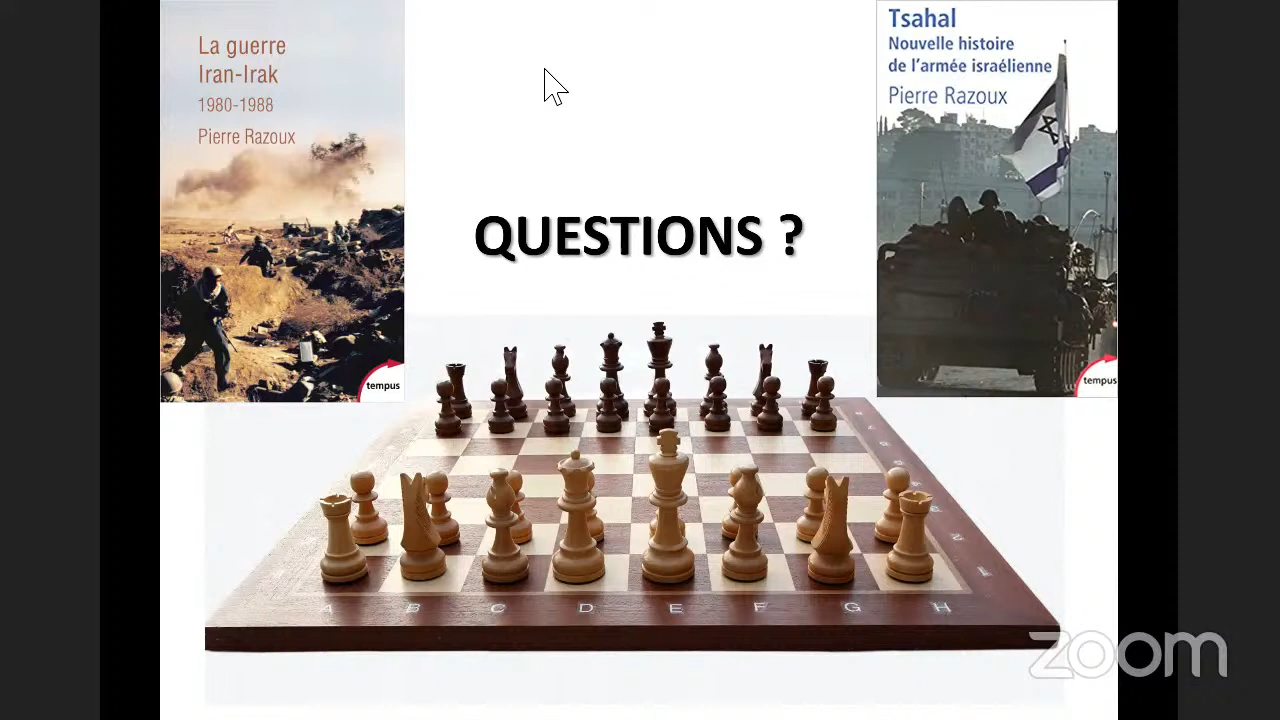 La guerre
Iran-Irak
1980-1988
Pierre Razoux
tempus
Tsahal
Nouvelle histoire
de l'armée israélienne
Pierre Razoux
tempus
QUESTIONS ?
A B C D E F G H
zoom